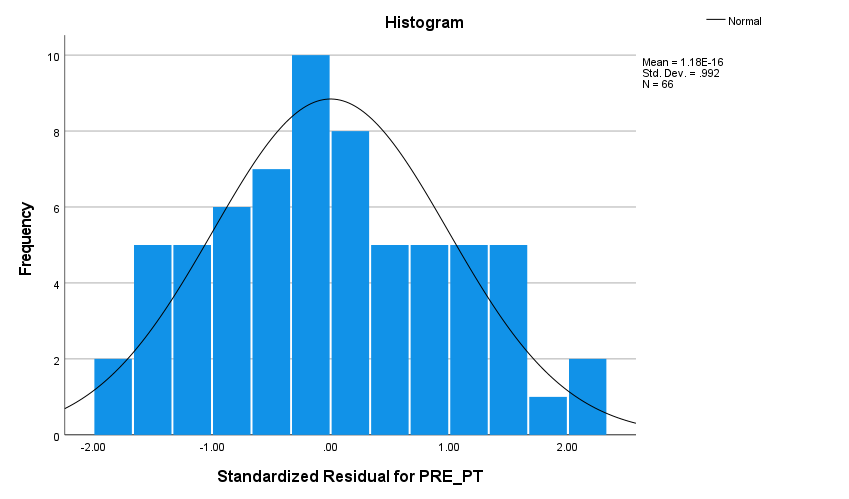 Histogram
Normal
Mean = 1.18E-16
Std. Dev. = .992
N = 66
10
8
6
4
2
0
Frequency
-2.00 -1.00 .00 1.00 2.00
Standardized Residual for PRE_PT